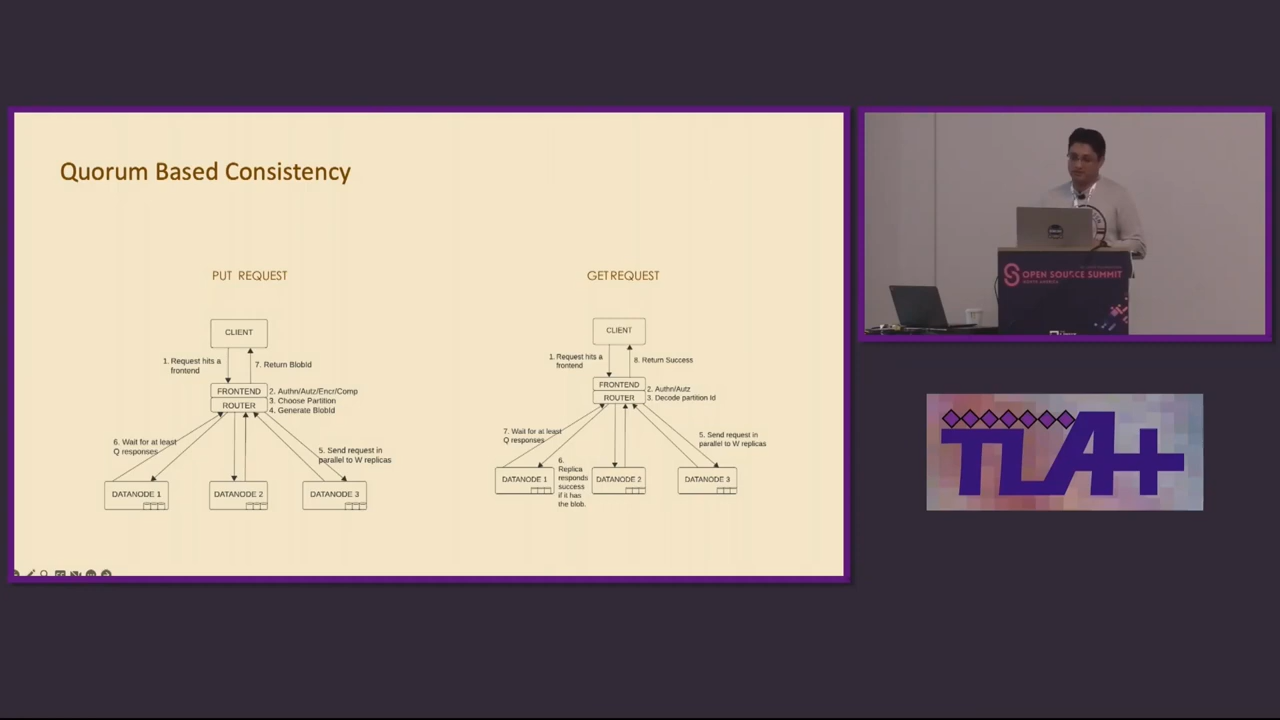 Quorum Based Consistency
PUT REQUEST
CLIENT
1. Request hits a
frontend
7. Return BlobId
FRONTEND
ROUTER
2. Authn/Autz/Encr/Comp
3. Choose Partition
4. Generate BlobId
6. Wait for at least
Q responses
5. Send request in
parallel to W replicas
DATANODE 1
DATANODE 2
DATANODE 3
GET REQUEST
CLIENT
1. Request hits a
frontend
8. Return Success
FRONTEND
ROUTER
2. Authn/Autz
3. Decode partition Id
7. Wait for at least
Q responses
5. Send request in
parallel to W replicas
6.
Replica
responds
success
if it has
the blob.
DATANODE 1
DATANODE 2
DATANODE 3
OPEN SOURCE SUMMIT
TLA+